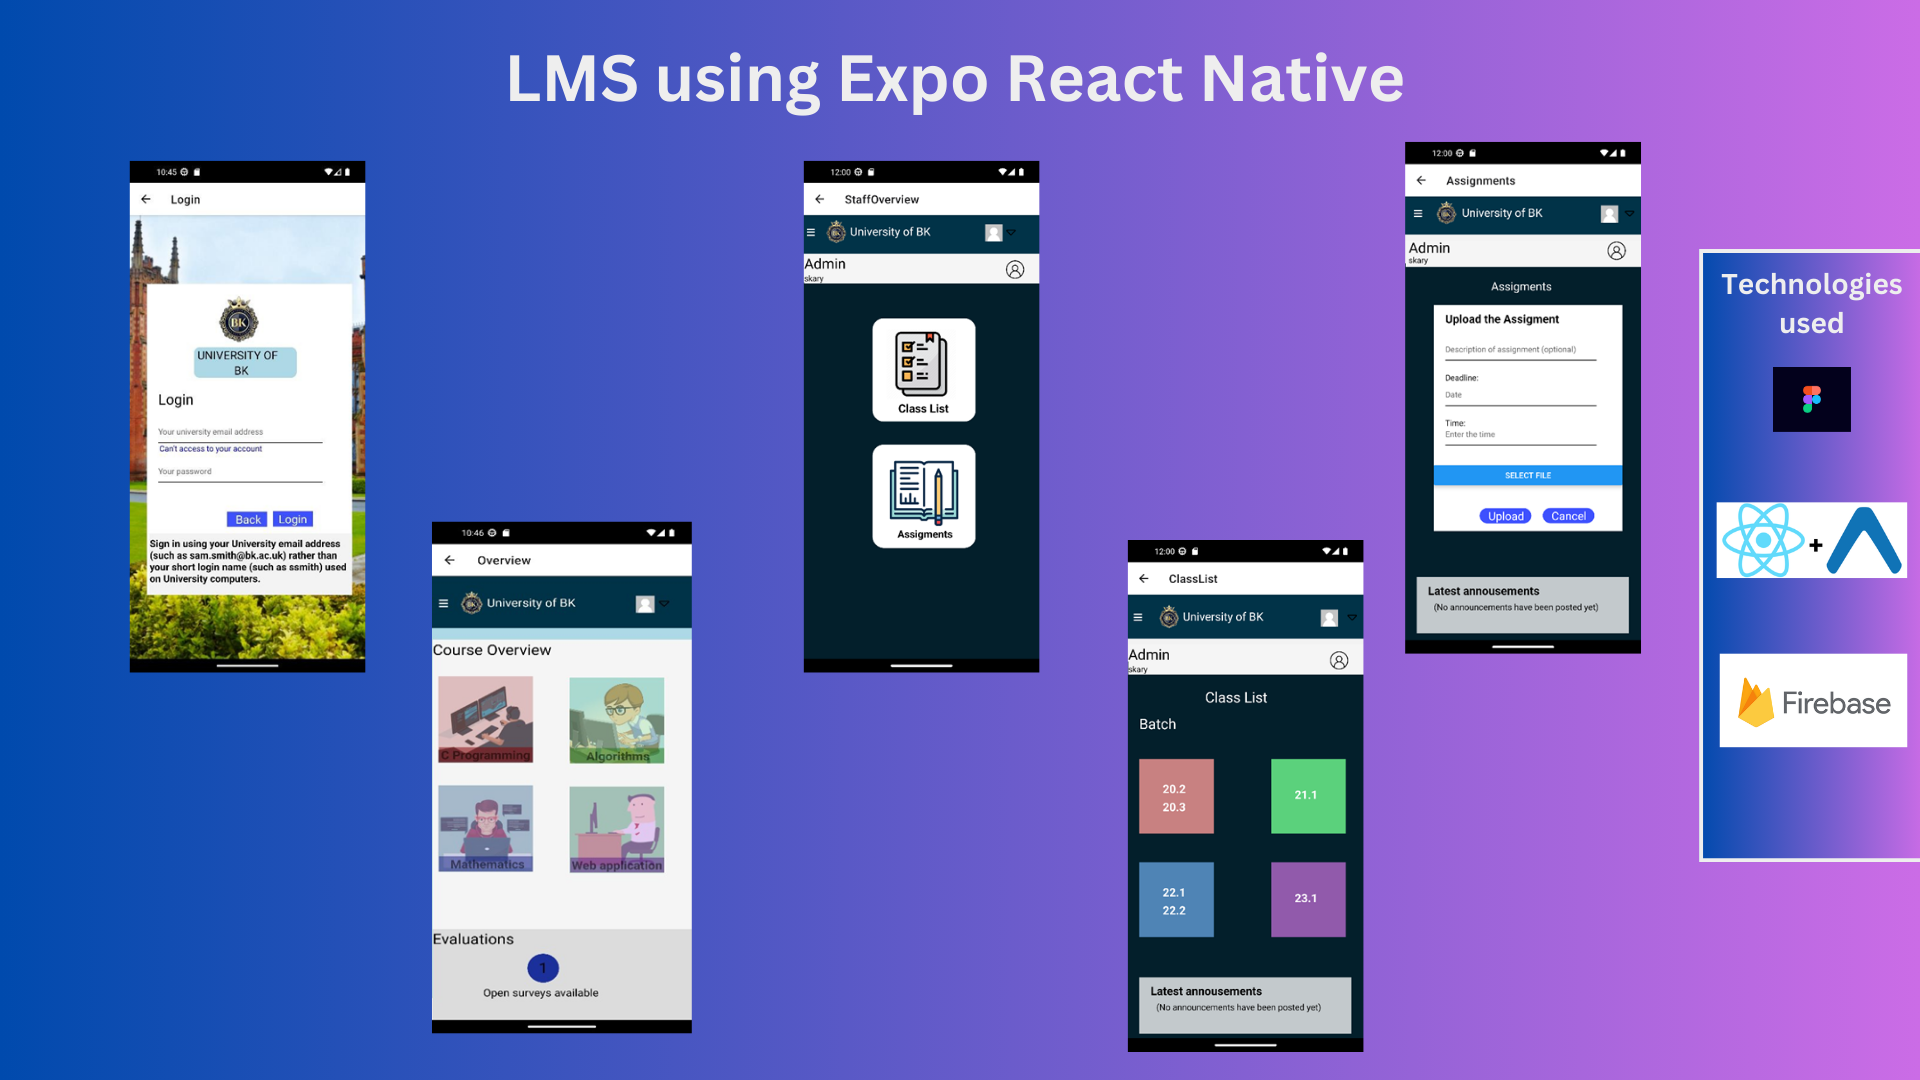 LMS using Expo React Native
10:45
Login
BK
UNIVERSITY OF
BK
Login
Your university email address
Can't access to your account
Your password
Back Login
Sign in using your University email address
(such as sam.smith@bk.ac.uk) rather than
your short login name (such as ssmith) used
on University computers.
10:46
Overview
University of BK
Course Overview
C Programming
Algorithms
Mathematics
Web application
Evaluations
1
Open surveys available
12:00
StaffOverview
University of BK
Admin
skary
Class List
Assigments
12:00
ClassList
University of BK
Admin
skary
Class List
Batch
20.2
20.3
21.1
22.1
22.2
23.1
Latest annousements
(No announcements have been posted yet)
12:00
Assignments
University of BK
Admin
skary
Assigments
Upload the Assigment
Description of assignment (optional)
Deadline:
Date
Time:
Enter the time
SELECT FILE
Upload Cancel
Latest annousements
(No announcements have been posted yet)
Technologies
used
+
Firebase